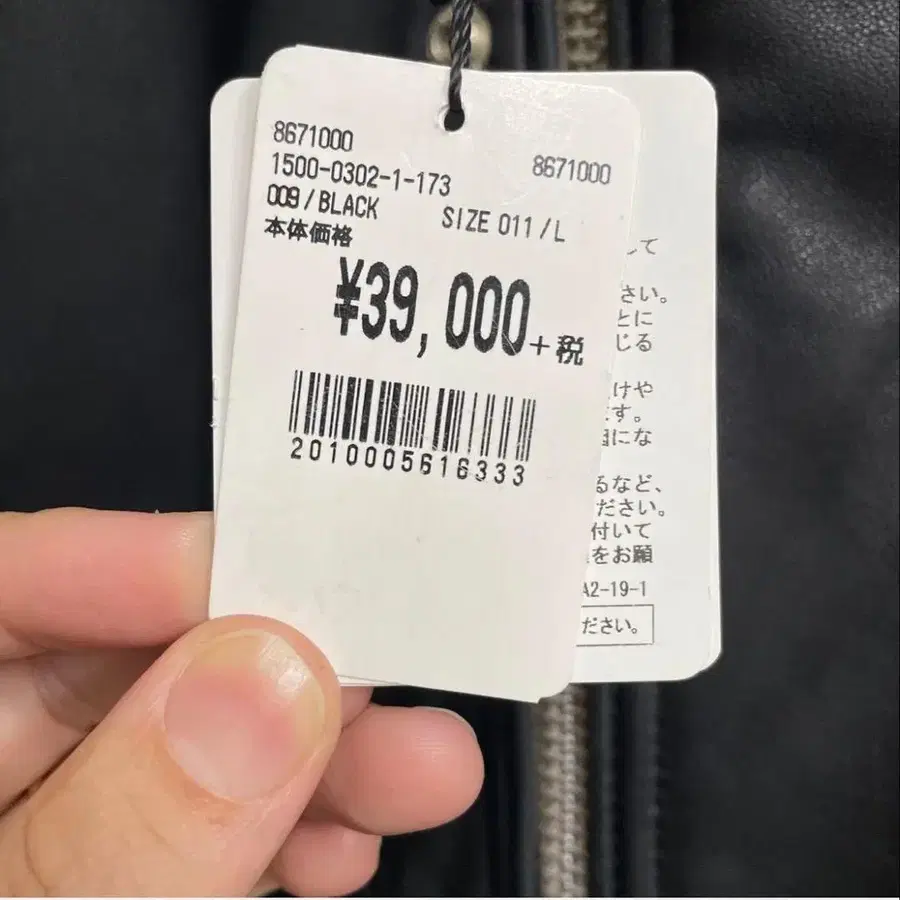 8671000
8671000
1500-0302-1-173
009/BLACK SIZE 011/L
本体価格
¥39,000+税
2010005616333
して
さい。
とに
じる
けや
す。
にな
るなど、
ださい。
付いて
をお願
A2-19-1
ださい。